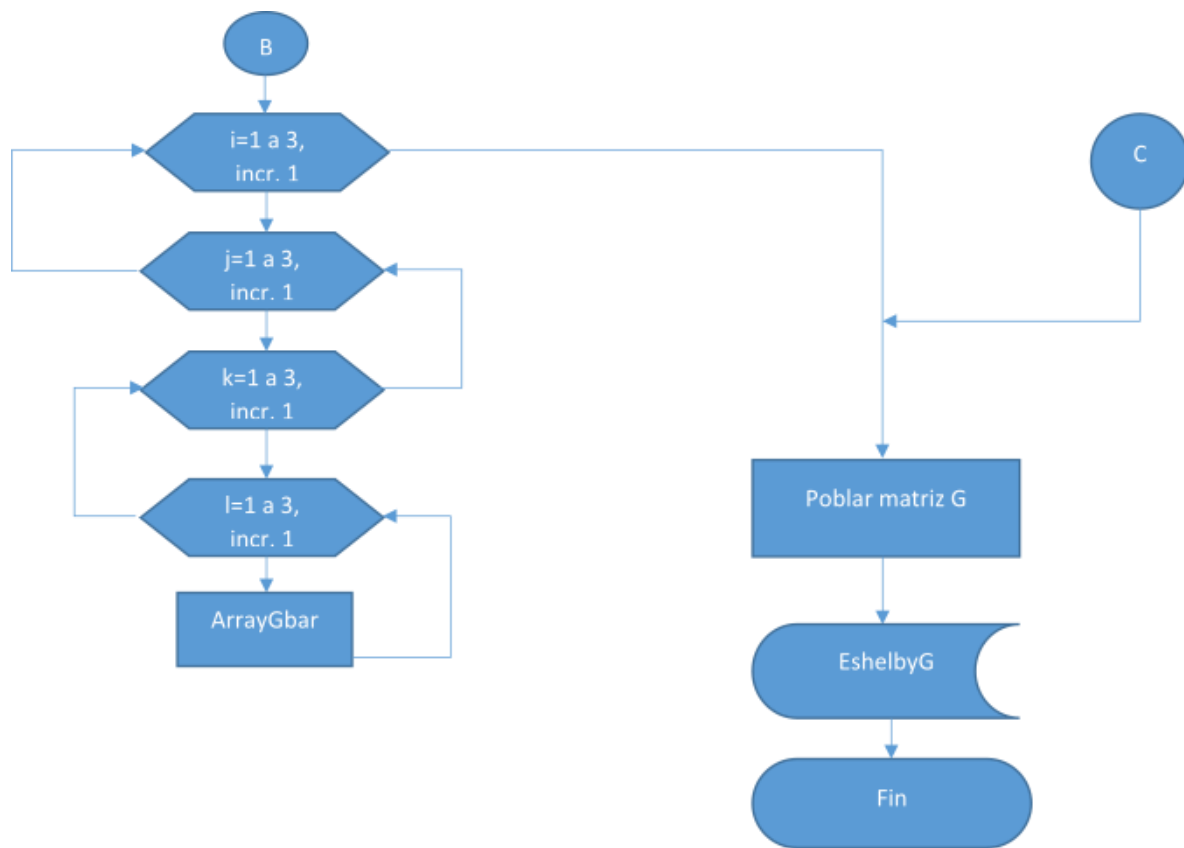 B
i=1 a 3,
incr. 1
C
j=1 a 3,
incr. 1
k=1 a 3,
incr. 1
l=1 a 3,
incr. 1
ArrayGbar
Poblar matriz G
EshelbyG
Fin